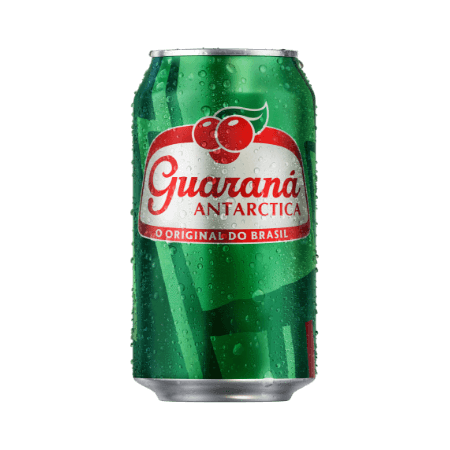 Guaraná
ANTARCTICA
O ORIGINAL DO BRASIL